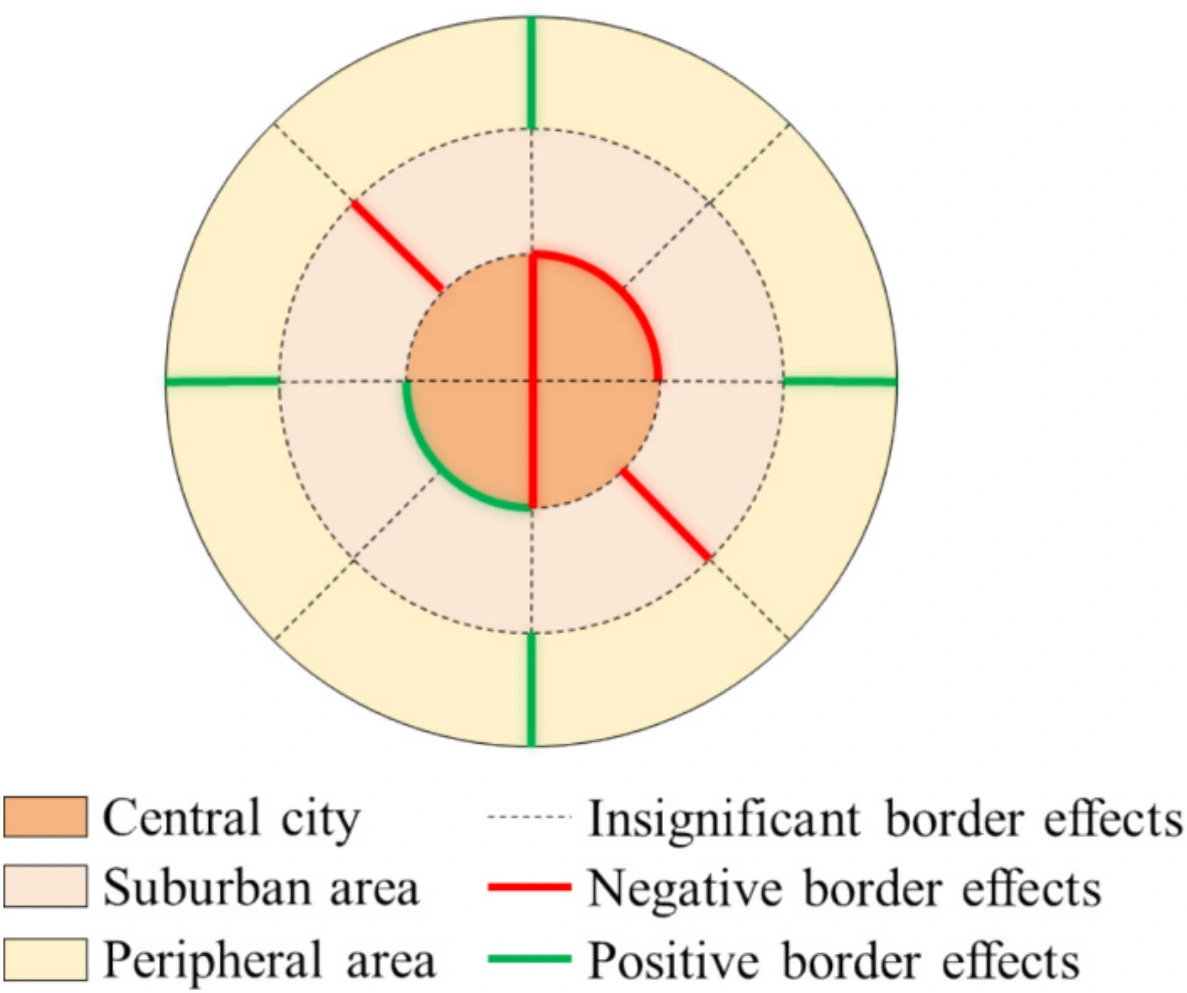 Central city
Insignificant border effects
Suburban area
Negative border effects
Peripheral area
Positive border effects